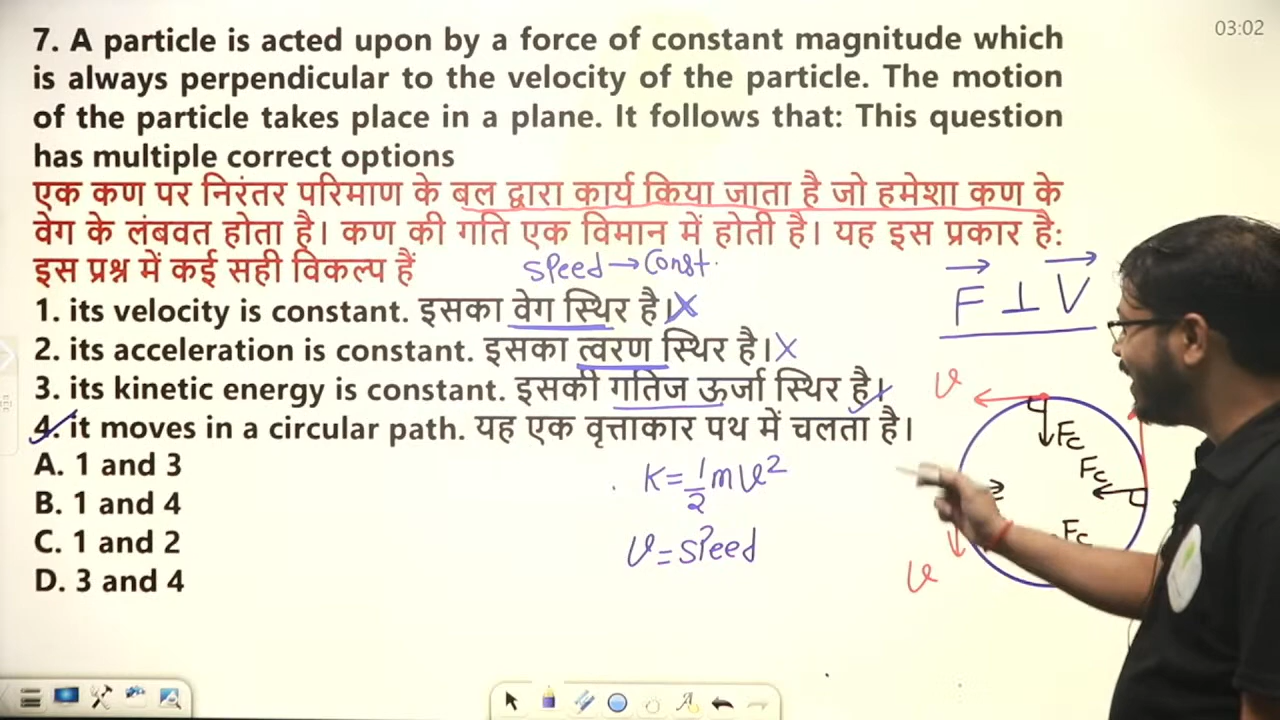 03:02
7. A particle is acted upon by a force of constant magnitude which
is always perpendicular to the velocity of the particle. The motion
of the particle takes place in a plane. It follows that: This question
has multiple correct options
एक कण पर निरंतर परिमाण के बल द्वारा कार्य किया जाता है जो हमेशा कण के
वेग के लंबवत होता है। कण की गति एक विमान में होती है। यह इस प्रकार है:
इस प्रश्न में कई सही विकल्प हैं
Speed → Const.
1. its velocity is constant. इसका वेग स्थिर है। X
2. its acceleration is constant. इसका त्वरण स्थिर है। X
3. its kinetic energy is constant. इसकी गतिज ऊर्जा स्थिर है।
4. it moves in a circular path. यह एक वृत्ताकार पथ में चलता है।
A. 1 and 3
B. 1 and 4
C. 1 and 2
D. 3 and 4
K = 1/2 mv²
v = Speed
F ⊥ V
v
Fc
Fc
Fc
v